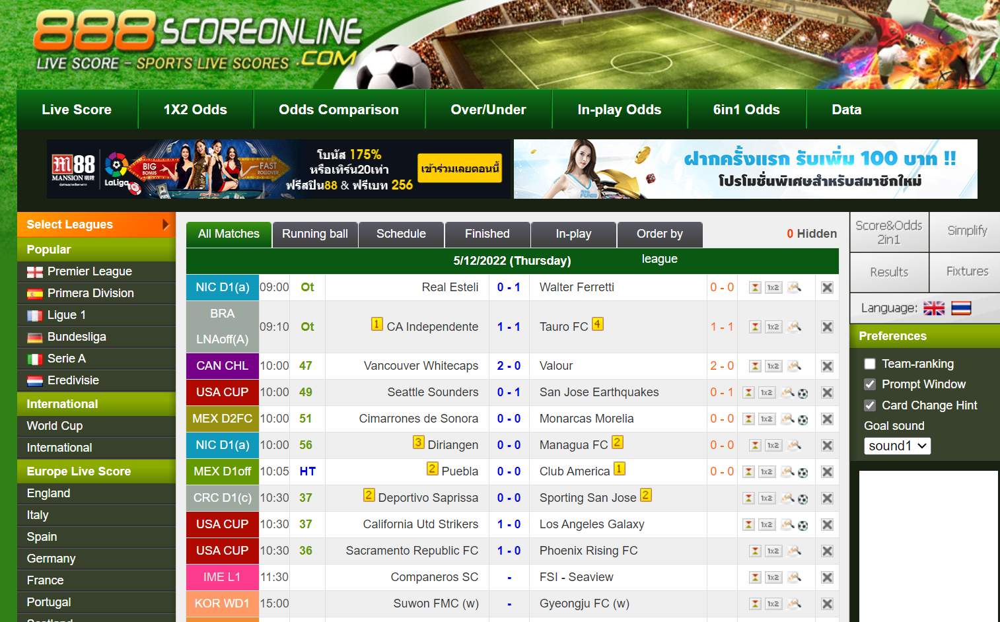 888SCOREONLINE.COM
LIVE SCORE - SPORTS LIVE SCORES
Live Score 1X2 Odds Odds Comparison Over/Under In-play Odds 6in1 Odds Data
M88 MANSION 明陞 LaLiga BIG BONUS FAST ROLLOVER
โบนัส 175%
หรือเทิร์น20เท่า
ฟรีสปิน88 & ฟรีเบท 256
เข้าร่วมเลยตอนนี้
ฝากครั้งแรก รับเพิ่ม 100 บาท !!
โปรโมชั่นพิเศษสำหรับสมาชิกใหม่
Select Leagues
Popular
Premier League
Primera Division
Ligue 1
Bundesliga
Serie A
Eredivisie
International
World Cup
International
Europe Live Score
England
Italy
Spain
Germany
France
Portugal
Scotland
All Matches Running ball Schedule Finished In-play Order by league 0 Hidden
5/12/2022 (Thursday)
NIC D1(a) 09:00 Ot Real Esteli 0 - 1 Walter Ferretti 0 - 0 1x2
BRA LNAoff(A) 09:10 Ot 1 CA Independente 1 - 1 Tauro FC 4 1 - 1 1x2
CAN CHL 10:00 47 Vancouver Whitecaps 2 - 0 Valour 2 - 0 1x2
USA CUP 10:00 49 Seattle Sounders 0 - 1 San Jose Earthquakes 0 - 1 1x2
MEX D2FC 10:00 51 Cimarrones de Sonora 0 - 0 Monarcas Morelia 0 - 0 1x2
NIC D1(a) 10:00 56 3 Diriangen 0 - 0 Managua FC 2 0 - 0 1x2
MEX D1off 10:05 HT 2 Puebla 0 - 0 Club America 1 0 - 0 1x2
CRC D1(c) 10:30 37 2 Deportivo Saprissa 0 - 0 Sporting San Jose 2 1x2
USA CUP 10:30 37 California Utd Strikers 1 - 0 Los Angeles Galaxy 1x2
USA CUP 10:30 36 Sacramento Republic FC 1 - 0 Phoenix Rising FC 1x2
IME L1 11:30 Companeros SC - FSI - Seaview 1x2
KOR WD1 15:00 Suwon FMC (w) - Gyeongju FC (w) 1x2
Score&Odds 2in1 Simplify
Results Fixtures
Language:
Preferences
Team-ranking
Prompt Window
Card Change Hint
Goal sound
sound1